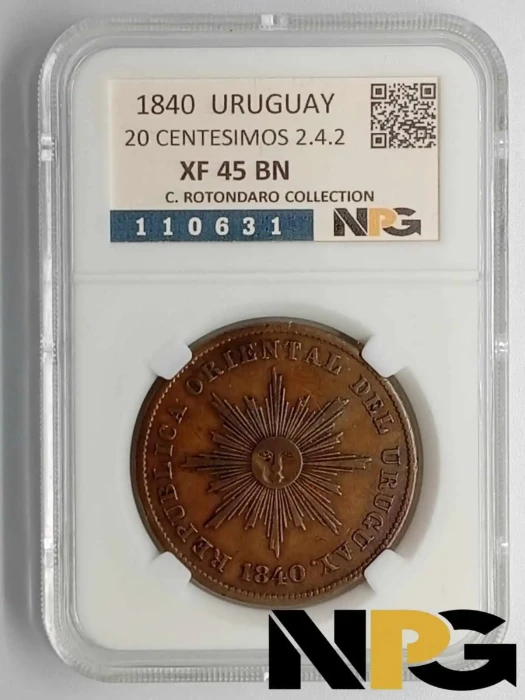 1840 URUGUAY
20 CENTESIMOS 2.4.2
XF 45 BN
C. ROTONDARO COLLECTION
110631
NPG
REPUBLICA ORIENTAL DEL URUGUAY.
1840
NPG